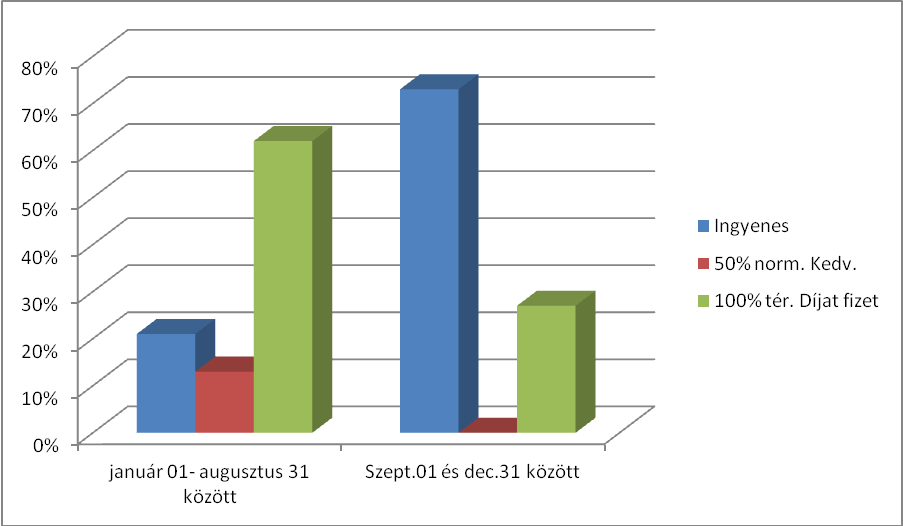 80%
70%
60%
50%
40%
30%
20%
10%
0%
január 01- augusztus 31
között
Szept.01 és dec.31 között
Ingyenes
50% norm. Kedv.
100% tér. Díjat fizet